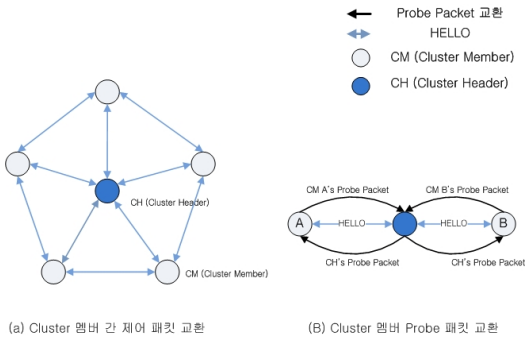 Probe Packet 교환
HELLO
CM (Cluster Member)
CH (Cluster Header)
CH (Cluster Header)
CM (Cluster Member)
CM A's Probe Packet
CM B's Probe Packet
A
HELLO
HELLO
B
CH's Probe Packet
CH's Probe Packet
(a) Cluster 멤버 간 제어 패킷 교환
(B) Cluster 멤버 Probe 패킷 교환